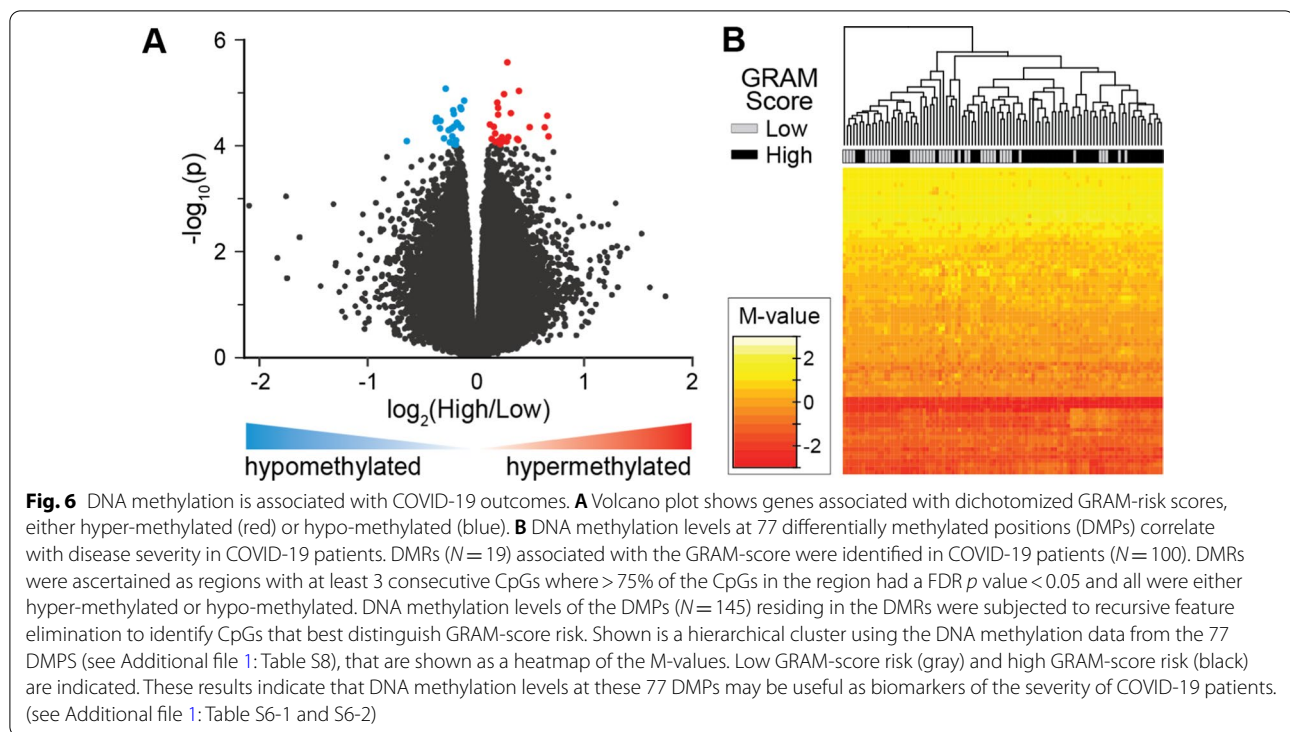 A
6
4
2
0
-log10(p)
-2
-1
0
1
2
log2(High/Low)
hypomethylated
hypermethylated
B
GRAM
Score
Low
High
M-value
2
0
-2
Fig. 6 DNA methylation is associated with COVID-19 outcomes. A Volcano plot shows genes associated with dichotomized GRAM-risk scores,
either hyper-methylated (red) or hypo-methylated (blue). B DNA methylation levels at 77 differentially methylated positions (DMPs) correlate
with disease severity in COVID-19 patients. DMRs (N = 19) associated with the GRAM-score were identified in COVID-19 patients (N = 100). DMRs
were ascertained as regions with at least 3 consecutive CpGs where > 75% of the CpGs in the region had a FDR p value < 0.05 and all were either
hyper-methylated or hypo-methylated. DNA methylation levels of the DMPs (N = 145) residing in the DMRs were subjected to recursive feature
elimination to identify CpGs that best distinguish GRAM-score risk. Shown is a hierarchical cluster using the DNA methylation data from the 77
DMPS (see Additional file 1: Table S8), that are shown as a heatmap of the M-values. Low GRAM-score risk (gray) and high GRAM-score risk (black)
are indicated. These results indicate that DNA methylation levels at these 77 DMPs may be useful as biomarkers of the severity of COVID-19 patients.
(see Additional file 1: Table S6-1 and S6-2)